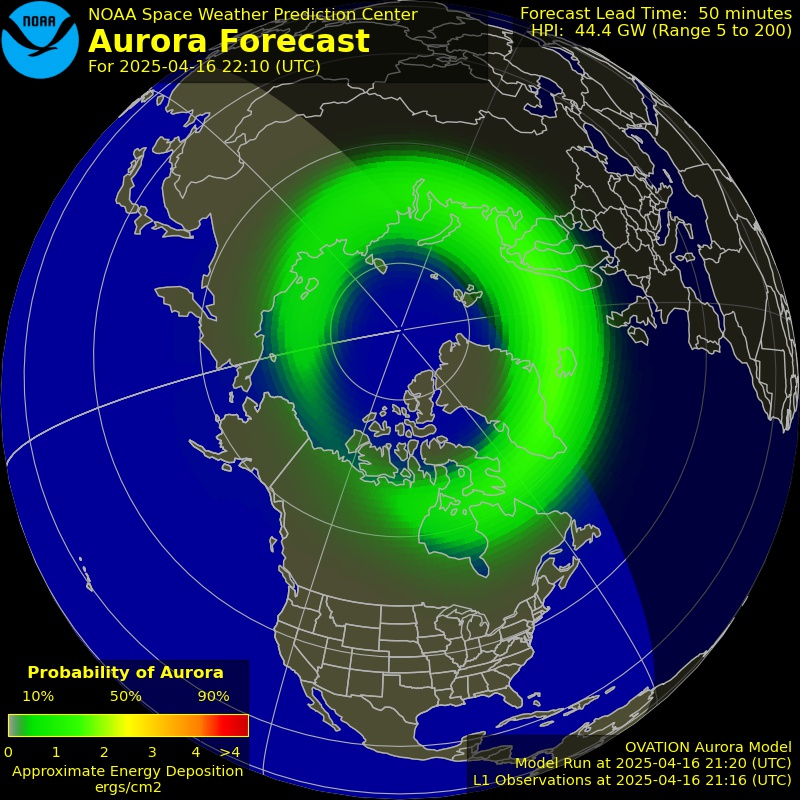 NOAA
NOAA Space Weather Prediction Center
Aurora Forecast
For 2025-04-16 22:10 (UTC)
Forecast Lead Time: 50 minutes
HPI: 44.4 GW (Range 5 to 200)
Probability of Aurora
10% 50% 90%
0 1 2 3 4 >4
Approximate Energy Deposition
ergs/cm2
OVATION Aurora Model
Model Run at 2025-04-16 21:20 (UTC)
L1 Observations at 2025-04-16 21:16 (UTC)